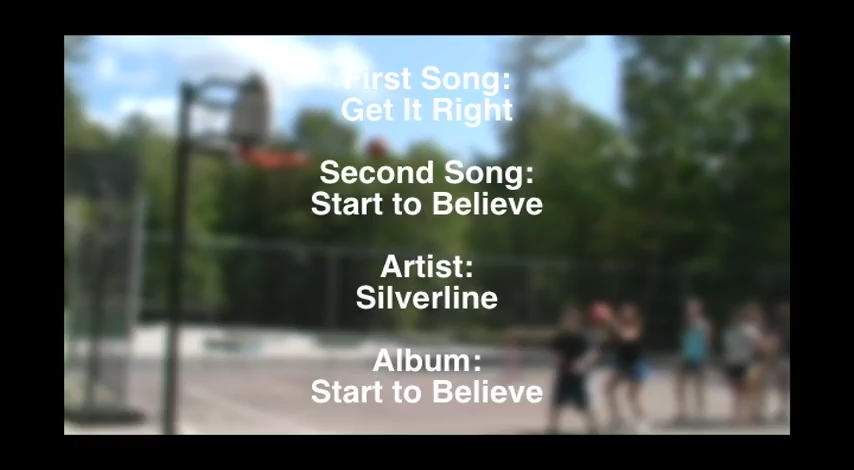 First Song:
Get It Right
Second Song:
Start to Believe
Artist:
Silverline
Album:
Start to Believe